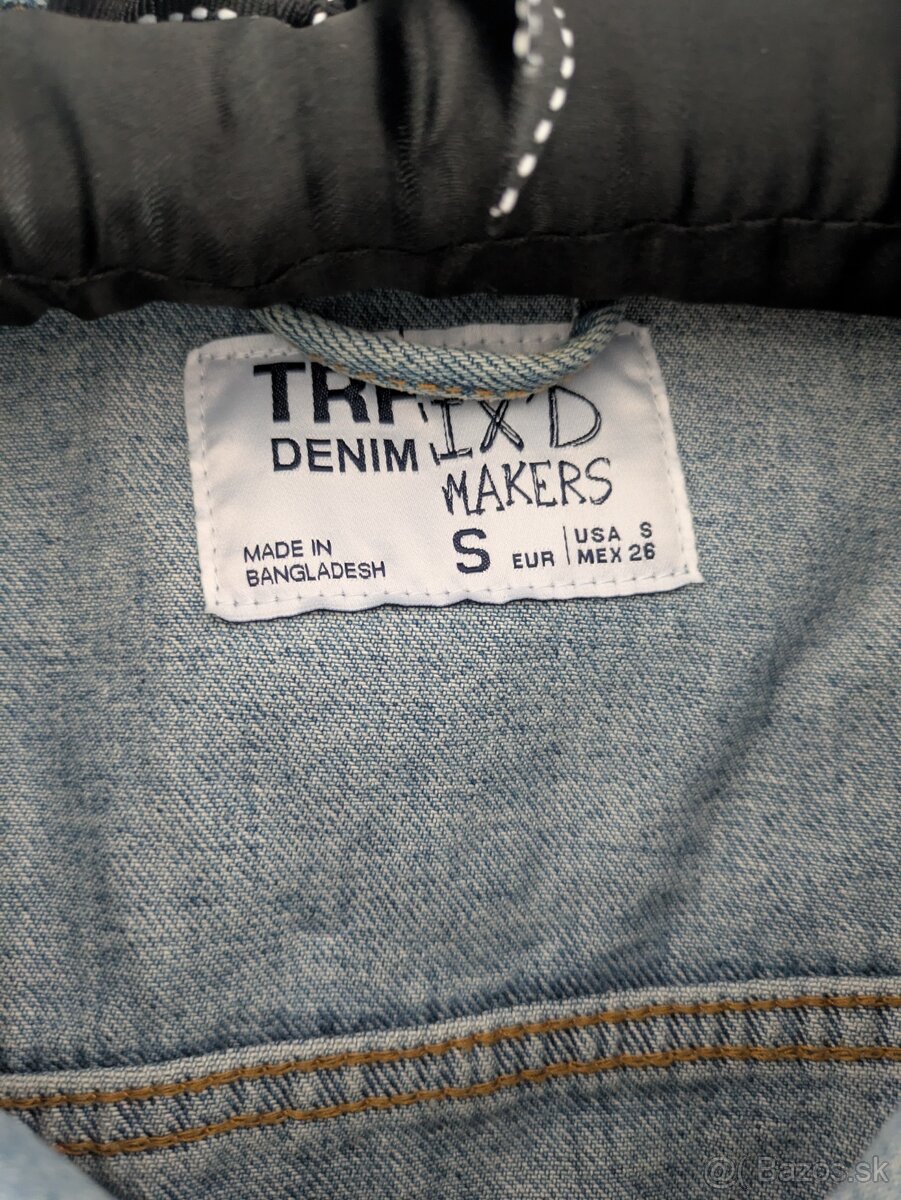 TRF
DENIM
IX'D
MAKERS
MADE IN
BANGLADESH
S EUR
USA S
MEX 26
@ Bazos.sk